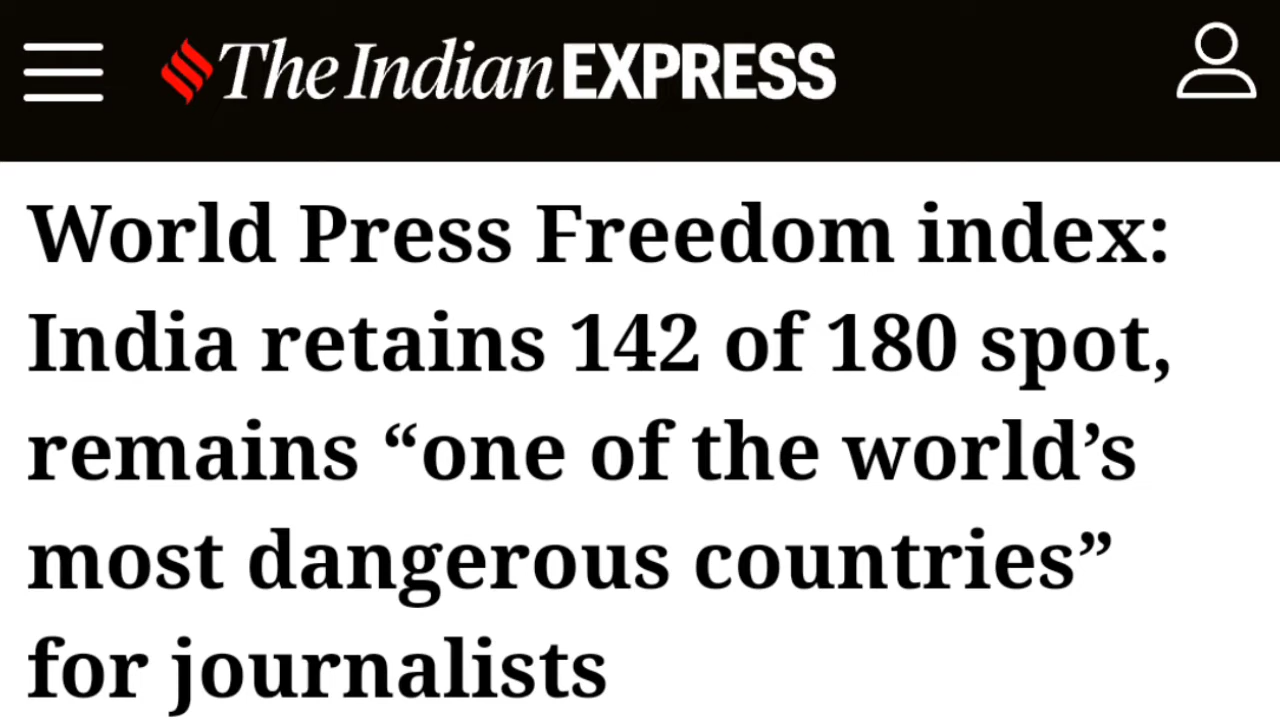 The Indian EXPRESS
World Press Freedom index:
India retains 142 of 180 spot,
remains “one of the world’s
most dangerous countries”
for journalists